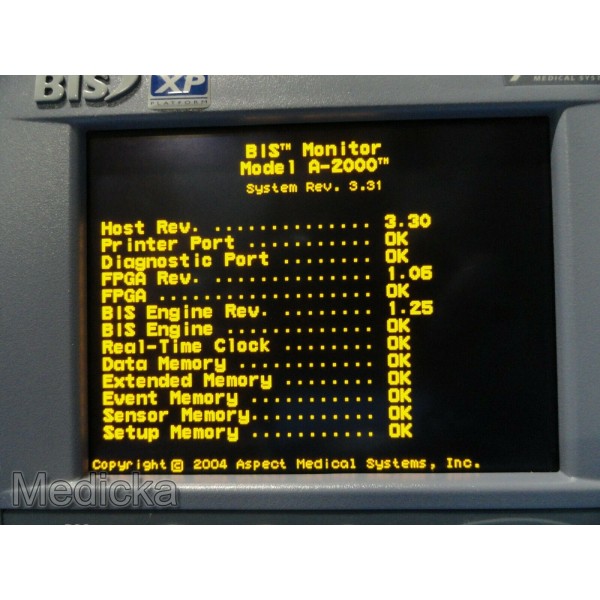 BIS
XP
PLATFORM
MEDICAL SYSTEMS
BIS™ Monitor
Model A-2000™
System Rev. 3.31
Host Rev. .............. 3.30
Printer Port ........... OK
Diagnostic Port ........ OK
FPGA Rev. .............. 1.06
FPGA ................... OK
BIS Engine Rev. ........ 1.25
BIS Engine ............. OK
Real-Time Clock ........ OK
Data Memory ............ OK
Extended Memory ........ OK
Event Memory ........... OK
Sensor Memory........... OK
Setup Memory ........... OK
Copyright © 2004 Aspect Medical Systems, Inc.
Medicka